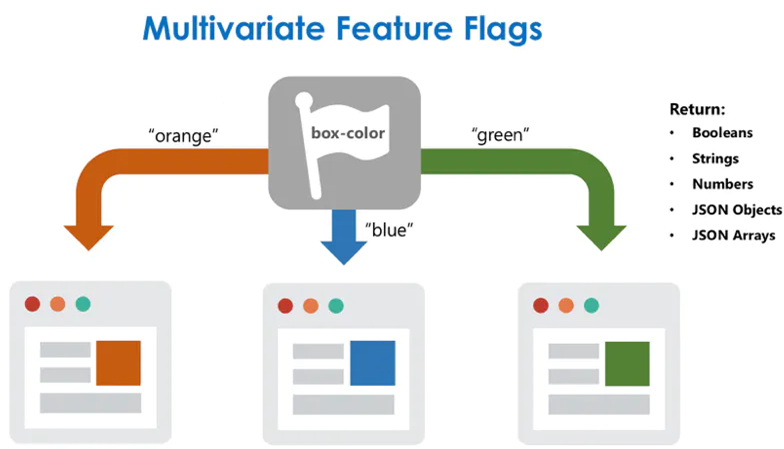 Multivariate Feature Flags
box-color
“orange”
“green”
“blue”
Return:
• Booleans
• Strings
• Numbers
• JSON Objects
• JSON Arrays